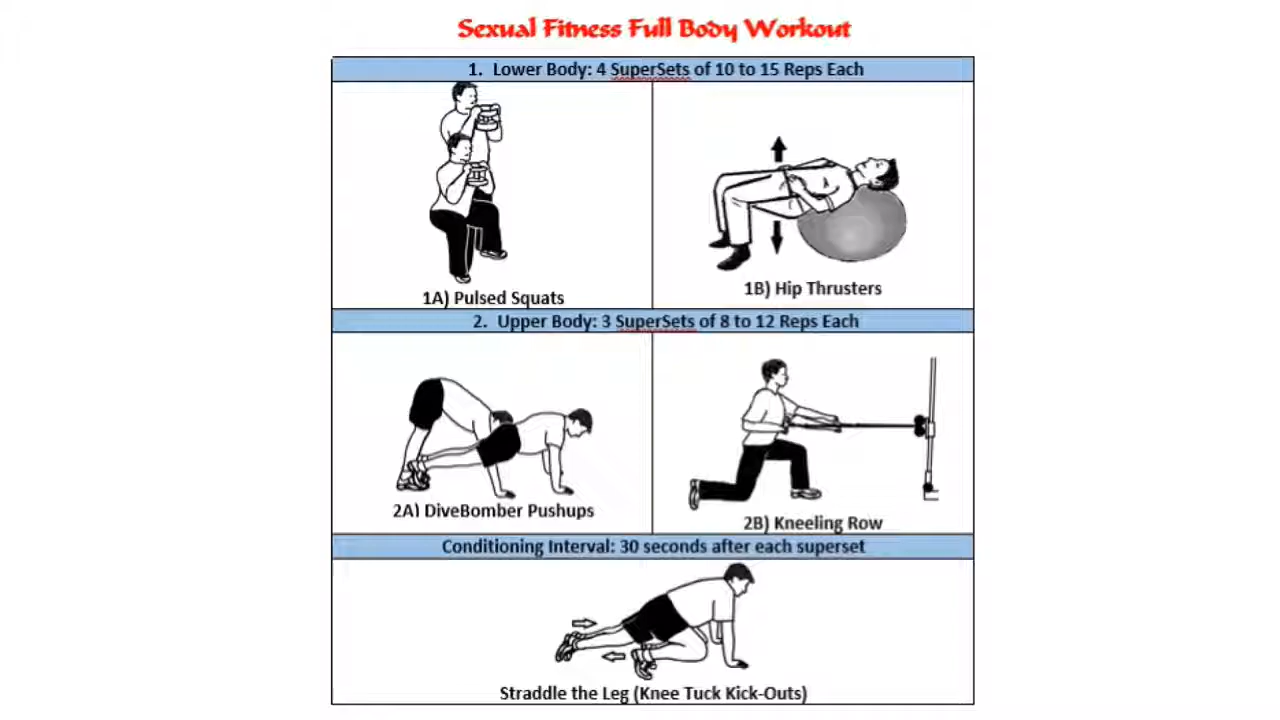 Sexual Fitness Full Body Workout
1. Lower Body: 4 SuperSets of 10 to 15 Reps Each
1A) Pulsed Squats
1B) Hip Thrusters
2. Upper Body: 3 SuperSets of 8 to 12 Reps Each
2A) DiveBomber Pushups
2B) Kneeling Row
Conditioning Interval: 30 seconds after each superset
Straddle the Leg (Knee Tuck Kick-Outs)